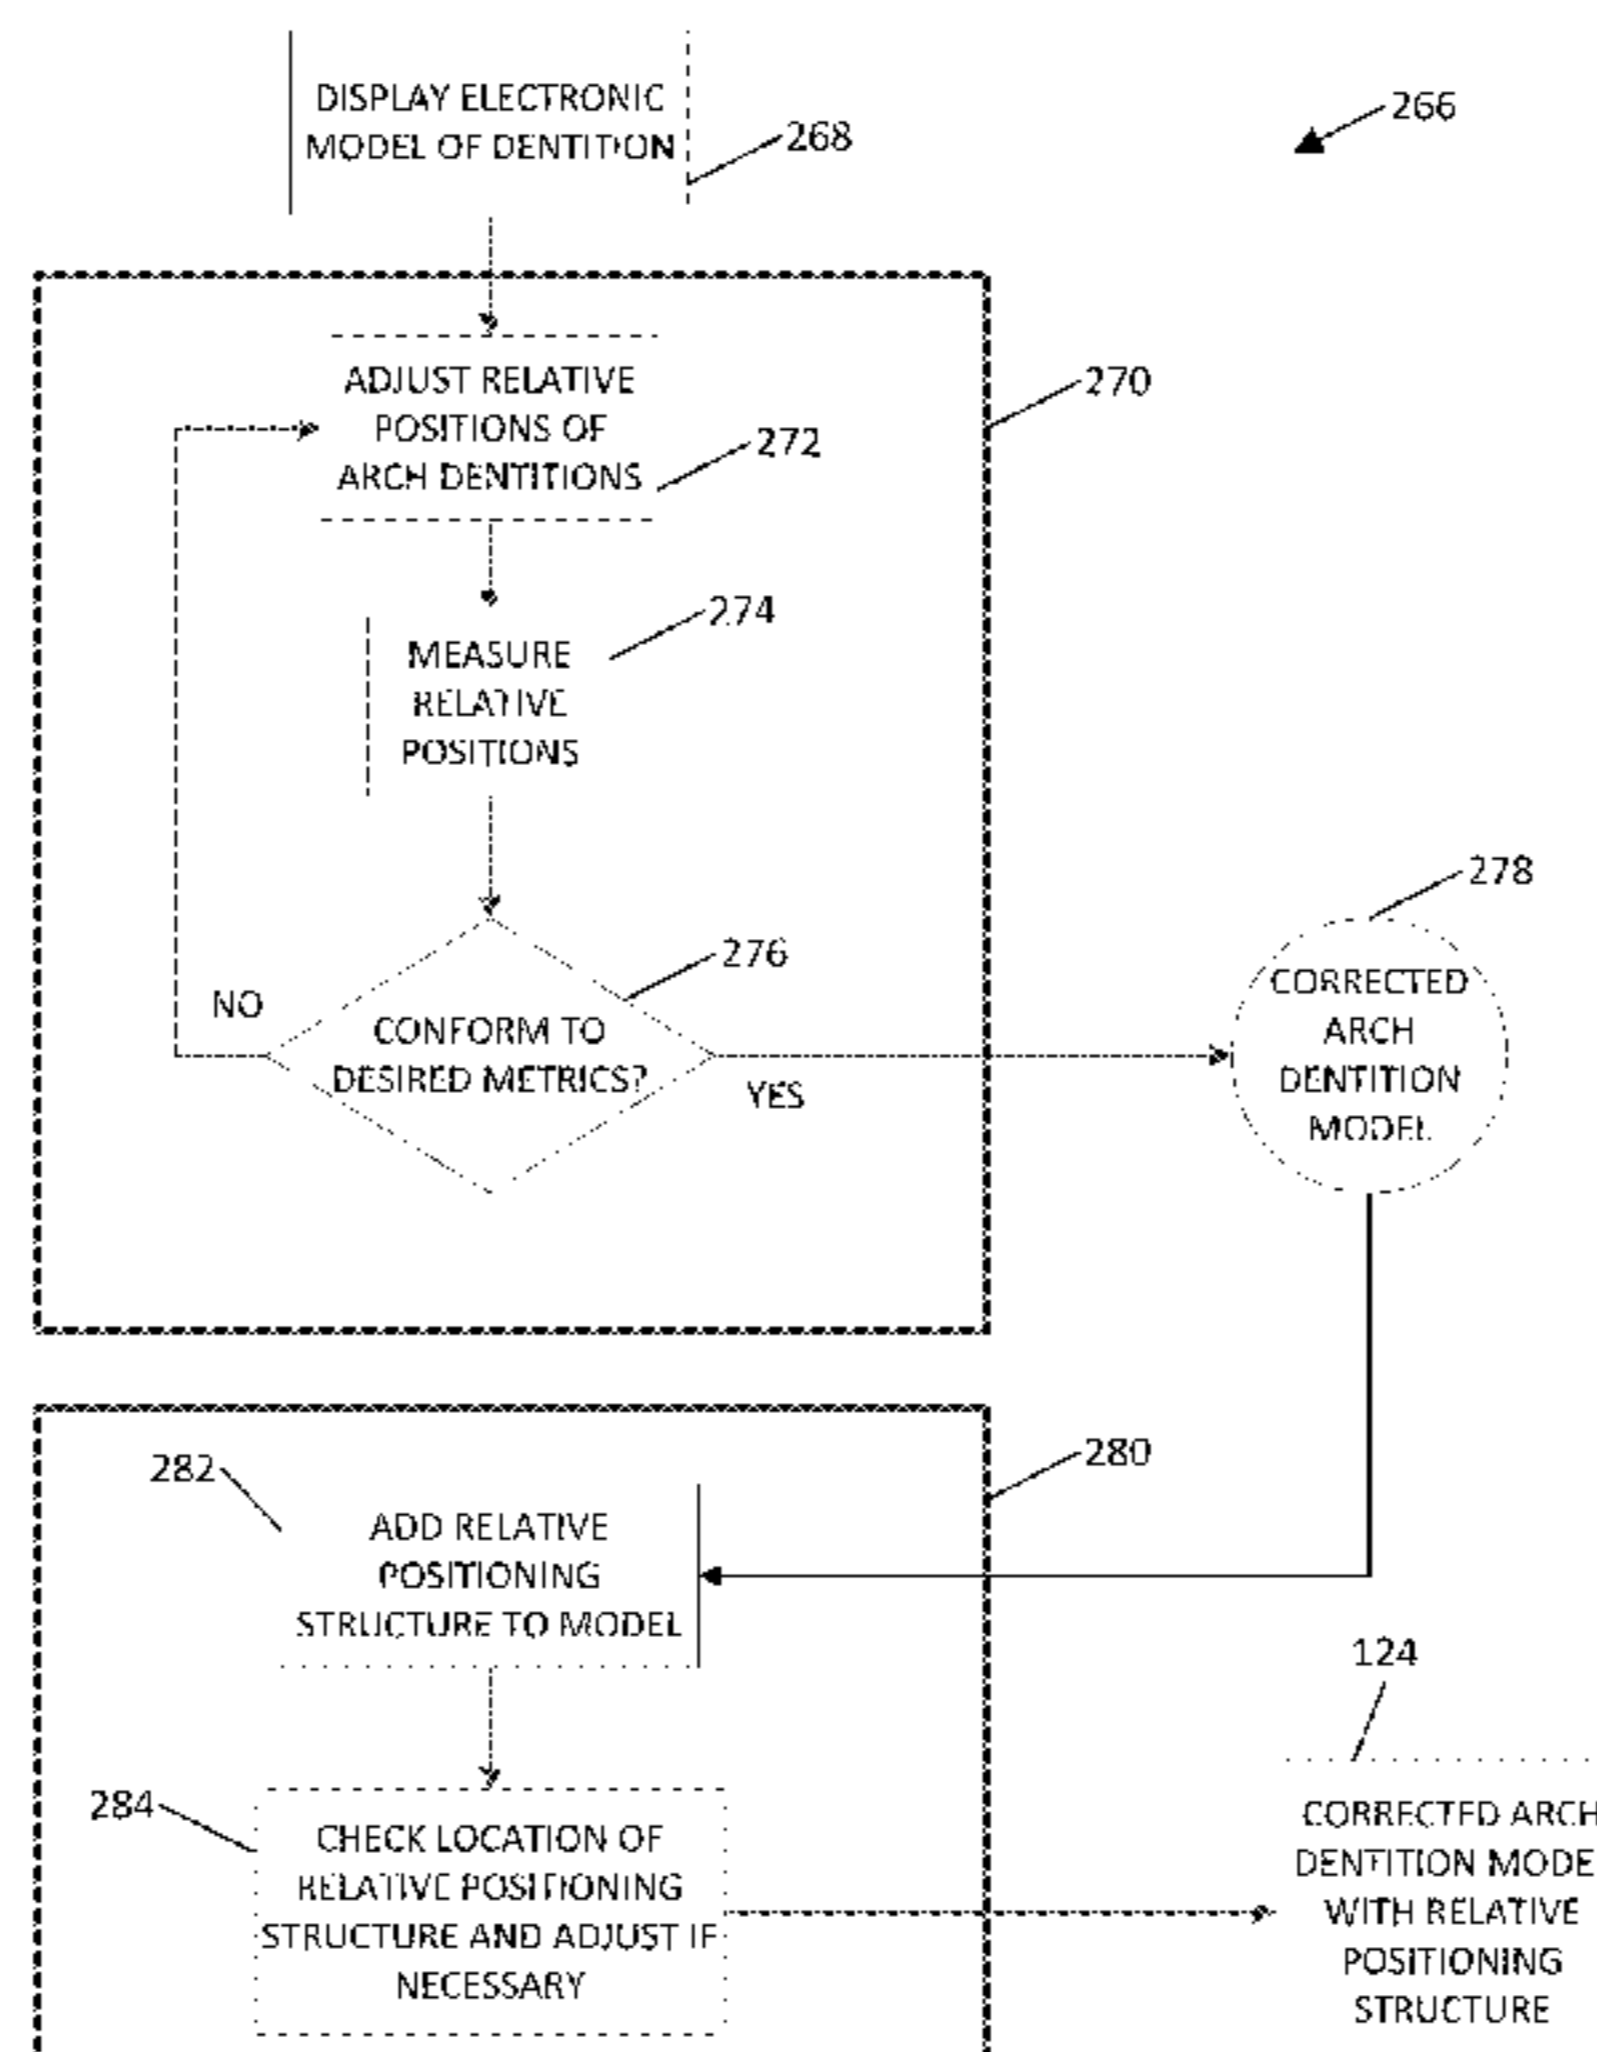 DISPLAY ELECTRONIC
MODEL OF DENTITION
268
266
ADJUST RELATIVE
POSITIONS OF
ARCH DENTITIONS
272
270
274
MEASURE
RELATIVE
POSITIONS
276
NO
CONFORM TO
DESIRED METRICS?
YES
278
CORRECTED
ARCH
DENTITION
MODEL
280
282
ADD RELATIVE
POSITIONING
STRUCTURE TO MODEL
124
284
CHECK LOCATION OF
RELATIVE POSITIONING
STRUCTURE AND ADJUST IF
NECESSARY
CORRECTED ARCH
DENTITION MODE
WITH RELATIVE
POSITIONING
STRUCTURE